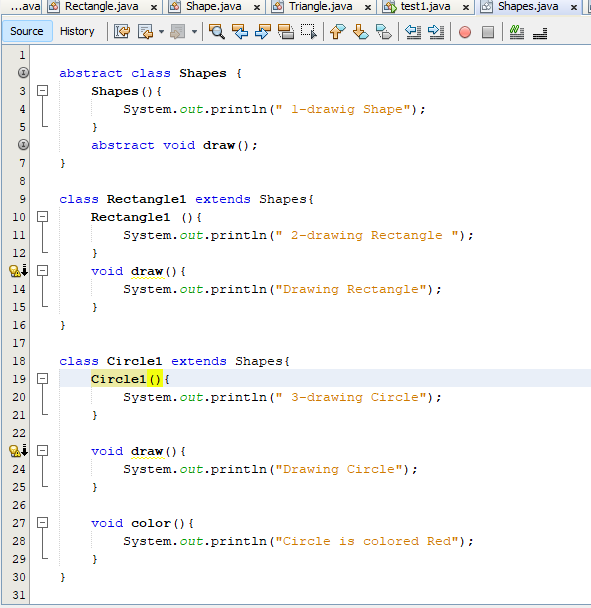 ...ava Rectangle.java × Shape.java × Triangle.java × test1.java × Shapes.java ×
Source History
1
abstract class Shapes {
3 Shapes(){
4 System.out.println(" 1-drawig Shape");
5 }
abstract void draw();
7 }
8
9 class Rectangle1 extends Shapes{
10 Rectangle1 (){
11 System.out.println(" 2-drawing Rectangle ");
12 }
void draw(){
14 System.out.println("Drawing Rectangle");
15 }
16 }
17
18 class Circle1 extends Shapes{
19 Circle1(){
20 System.out.println(" 3-drawing Circle");
21 }
22
void draw(){
24 System.out.println("Drawing Circle");
25 }
26
27 void color(){
28 System.out.println("Circle is colored Red");
29 }
30 }
31